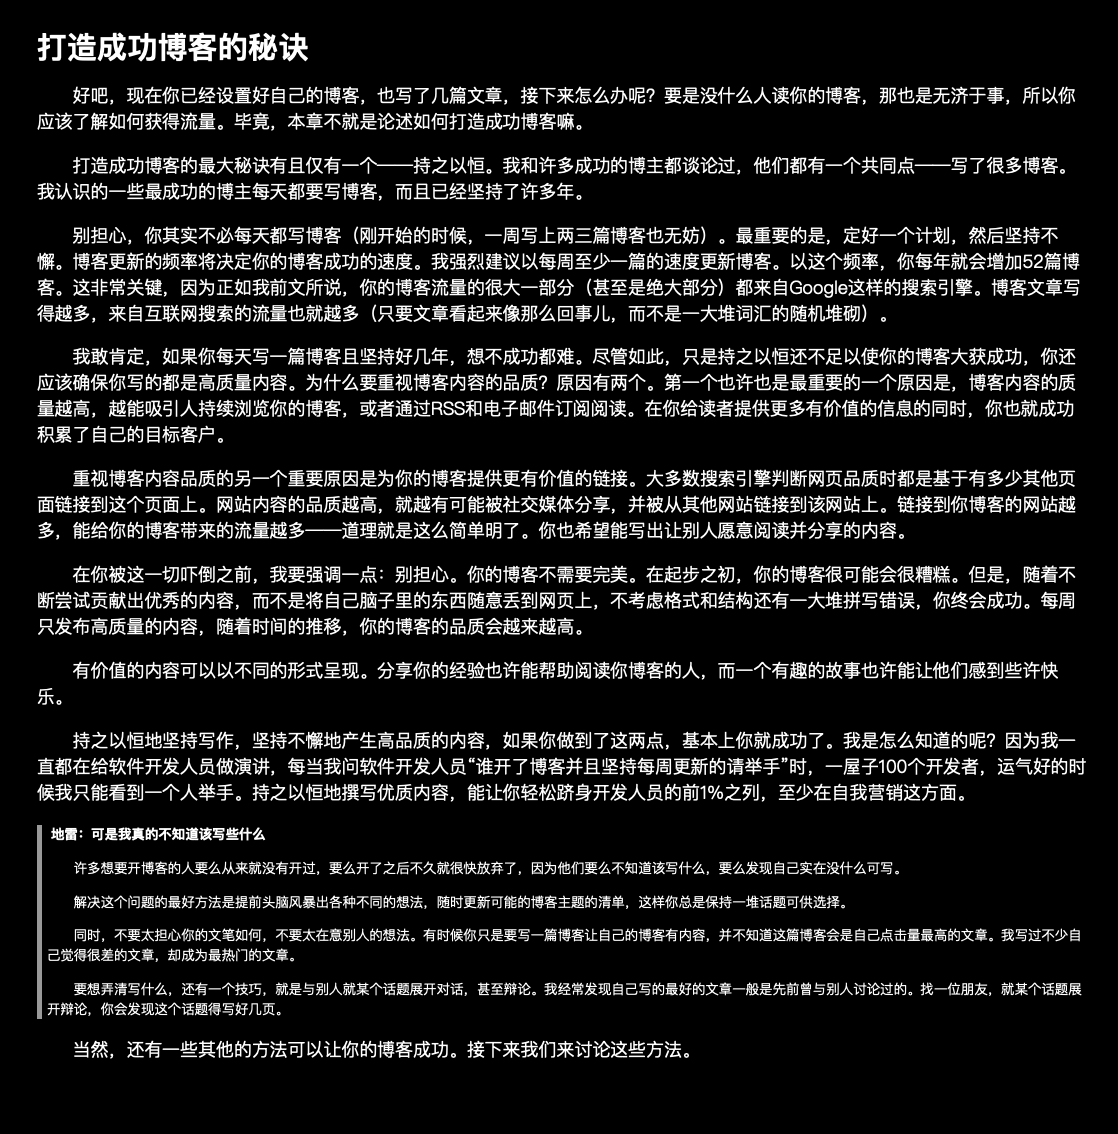 打造成功博客的秘诀
好吧，现在你已经设置好自己的博客，也写了几篇文章，接下来怎么办呢？要是没什么人读你的博客，那也是无济于事，所以你
应该了解如何获得流量。毕竟，本章不就是论述如何打造成功博客嘛。
打造成功博客的最大秘诀有且仅有一个——持之以恒。我和许多成功的博主都谈论过，他们都有一个共同点——写了很多博客。
我认识的一些最成功的博主每天都要写博客，而且已经坚持了许多年。
别担心，你其实不必每天都写博客（刚开始的时候，一周写上两三篇博客也无妨）。最重要的是，定好一个计划，然后坚持不
懈。博客更新的频率将决定你的博客成功的速度。我强烈建议以每周至少一篇的速度更新博客。以这个频率，你每年就会增加52篇博
客。这非常关键，因为正如我前文所说，你的博客流量的很大一部分（甚至是绝大部分）都来自Google这样的搜索引擎。博客文章写
得越多，来自互联网搜索的流量也就越多（只要文章看起来像那么回事儿，而不是一大堆词汇的随机堆砌）。
我敢肯定，如果你每天写一篇博客且坚持好几年，想不成功都难。尽管如此，只是持之以恒还不足以使你的博客大获成功，你还
应该确保你写的都是高质量内容。为什么要重视博客内容的品质？原因有两个。第一个也许也是最重要的一个原因是，博客内容的质
量越高，越能吸引人持续浏览你的博客，或者通过RSS和电子邮件订阅阅读。在你给读者提供更多有价值的信息的同时，你也就成功
积累了自己的目标客户。
重视博客内容品质的另一个重要原因是为你的博客提供更有价值的链接。大多数搜索引擎判断网页品质时都是基于有多少其他页
面链接到这个页面上。网站内容的品质越高，就越有可能被社交媒体分享，并被从其他网站链接到该网站上。链接到你博客的网站越
多，能给你的博客带来的流量越多——道理就是这么简单明了。你也希望能写出让别人愿意阅读并分享的内容。
在你被这一切吓倒之前，我要强调一点：别担心。你的博客不需要完美。在起步之初，你的博客很可能会很糟糕。但是，随着不
断尝试贡献出优秀的内容，而不是将自己脑子里的东西随意丢到网页上，不考虑格式和结构还有一大堆拼写错误，你终会成功。每周
只发布高质量的内容，随着时间的推移，你的博客的品质会越来越高。
有价值的内容可以以不同的形式呈现。分享你的经验也许能帮助阅读你博客的人，而一个有趣的故事也许能让他们感到些许快
乐。
持之以恒地坚持写作，坚持不懈地产生高品质的内容，如果你做到了这两点，基本上你就成功了。我是怎么知道的呢？因为我一
直都在给软件开发人员做演讲，每当我问软件开发人员“谁开了博客并且坚持每周更新的请举手”时，一屋子100个开发者，运气好的时
候我只能看到一个人举手。持之以恒地撰写优质内容，能让你轻松跻身开发人员的前1%之列，至少在自我营销这方面。
地雷：可是我真的不知道该写些什么
许多想要开博客的人要么从来就没有开过，要么开了之后不久就很快放弃了，因为他们要么不知道该写什么，要么发现自己实在没什么可写。
解决这个问题的最好方法是提前头脑风暴出各种不同的想法，随时更新可能的博客主题的清单，这样你总是保持一堆话题可供选择。
同时，不要太担心你的文笔如何，不要太在意别人的想法。有时候你只是要写一篇博客让自己的博客有内容，并不知道这篇博客会是自己点击量最高的文章。我写过不少自
己觉得很差的文章，却成为最热门的文章。
要想弄清写什么，还有一个技巧，就是与别人就某个话题展开对话，甚至辩论。我经常发现自己写的最好的文章一般是先前曾与别人讨论过的。找一位朋友，就某个话题展
开辩论，你会发现这个话题得写好几页。
当然，还有一些其他的方法可以让你的博客成功。接下来我们来讨论这些方法。